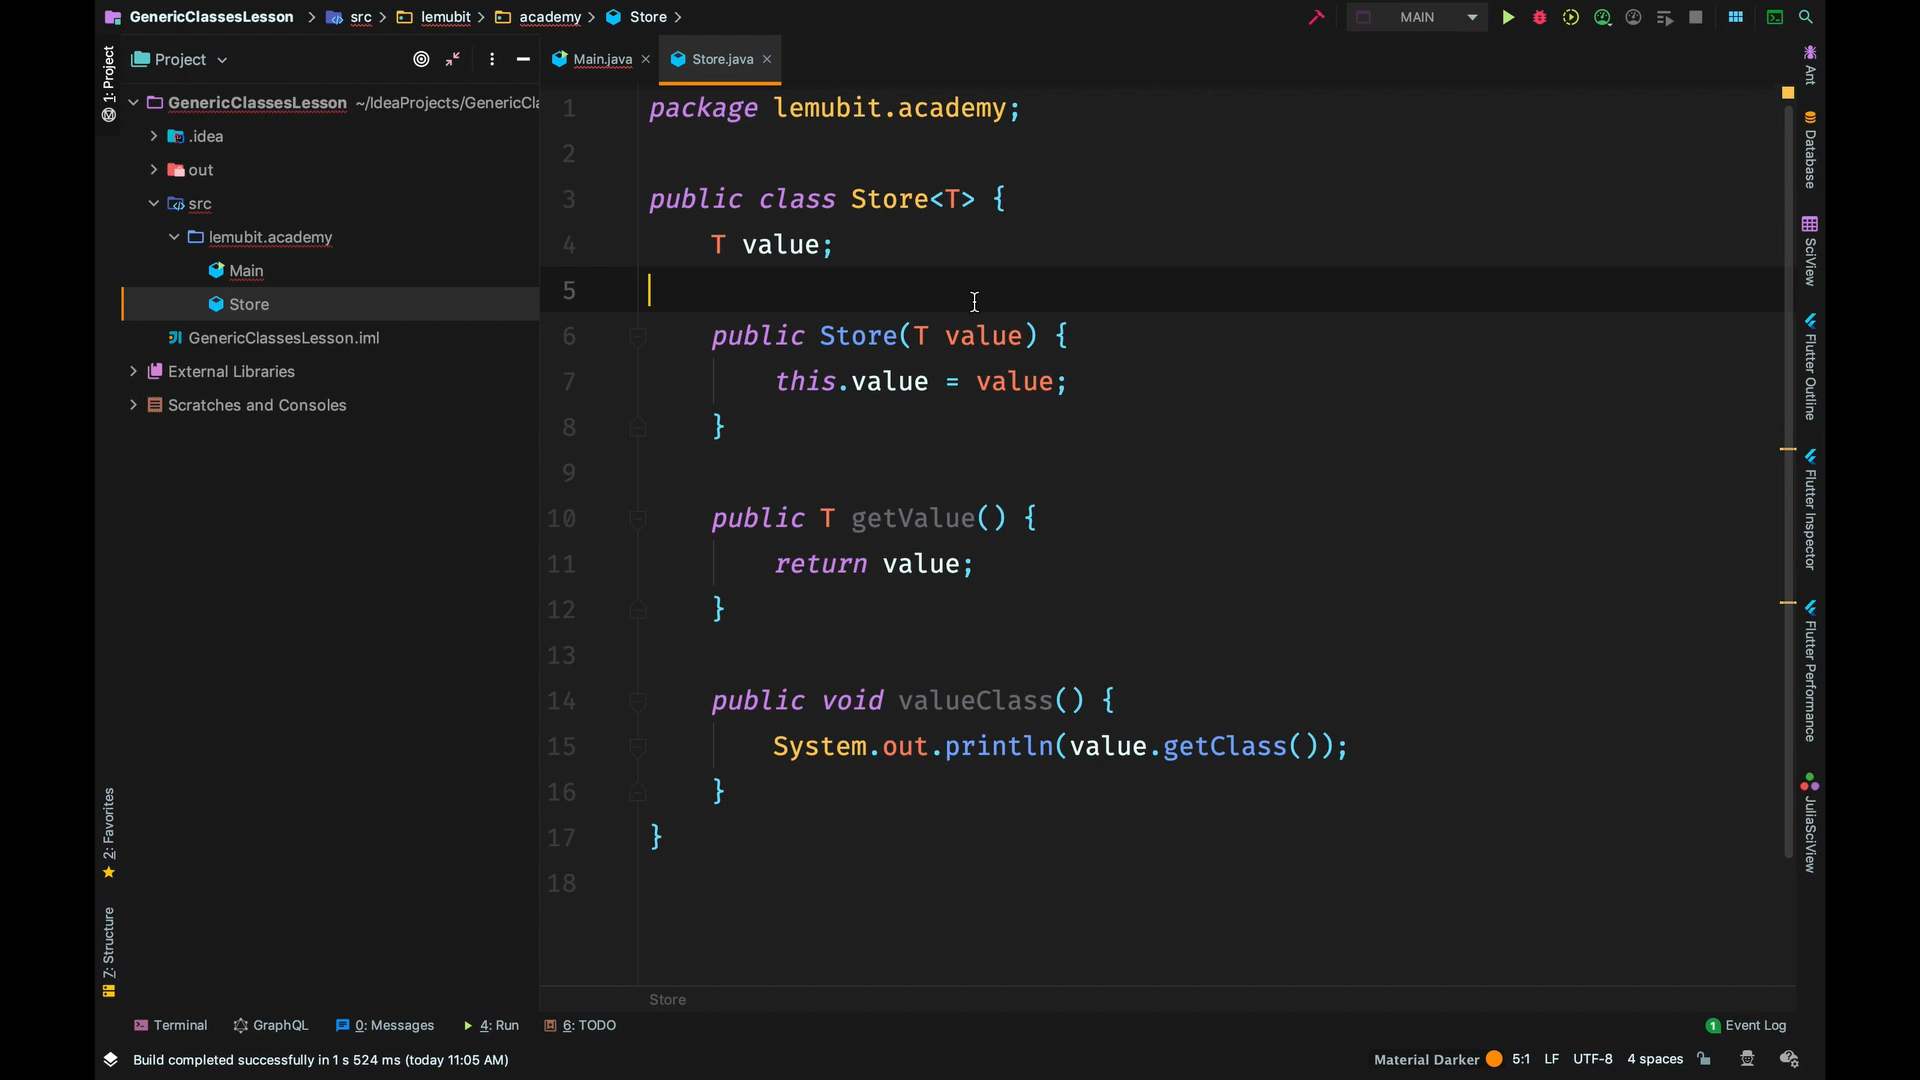 GenericClassesLesson src lemubit academy Store MAIN
1: Project
Project
GenericClassesLesson ~/IdeaProjects/GenericCla
.idea
out
src
lemubit.academy
Main
Store
GenericClassesLesson.iml
External Libraries
Scratches and Consoles
2: Favorites
7: Structure
Main.java Store.java
1 package lemubit.academy;
2
3 public class Store<T> {
4 T value;
5
6 public Store(T value) {
7 this.value = value;
8 }
9
10 public T getValue() {
11 return value;
12 }
13
14 public void valueClass() {
15 System.out.println(value.getClass());
16 }
17 }
18
Store
Ant
Database
SciView
Flutter Outline
Flutter Inspector
Flutter Performance
JuliaSciView
Terminal GraphQL 0: Messages 4: Run 6: TODO 1 Event Log
Build completed successfully in 1 s 524 ms (today 11:05 AM) Material Darker 5:1 LF UTF-8 4 spaces